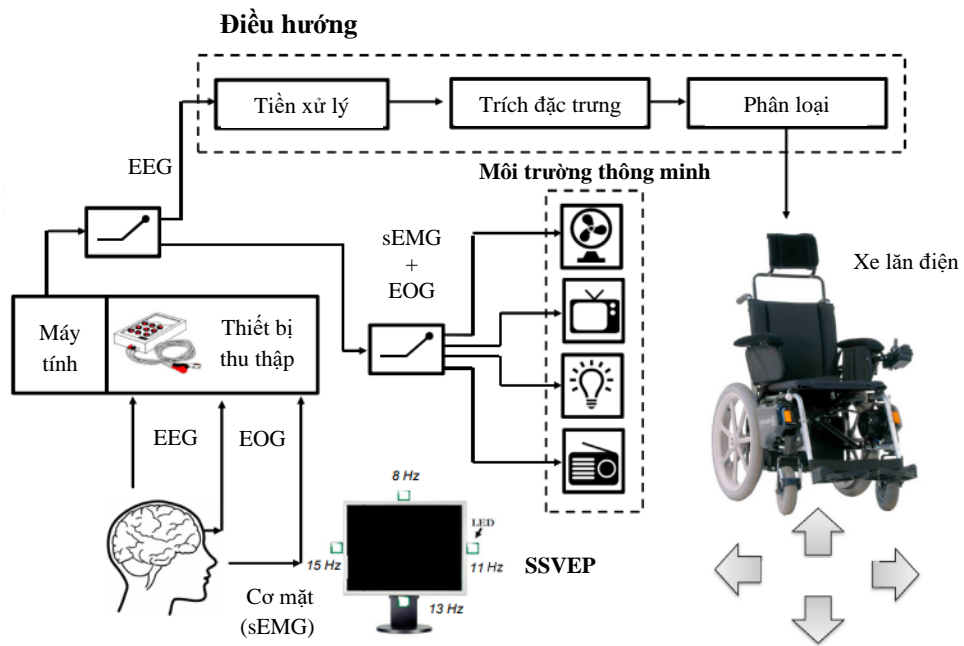 Điều hướng
Tiền xử lý
Trích đặc trưng
Phân loại
EEG
Môi trường thông minh
sEMG
+
EOG
Xe lăn điện
Máy
tính
Thiết bị
thu thập
EEG
EOG
8 Hz
LED
15 Hz
11 Hz
SSVEP
13 Hz
Cơ mặt
(sEMG)